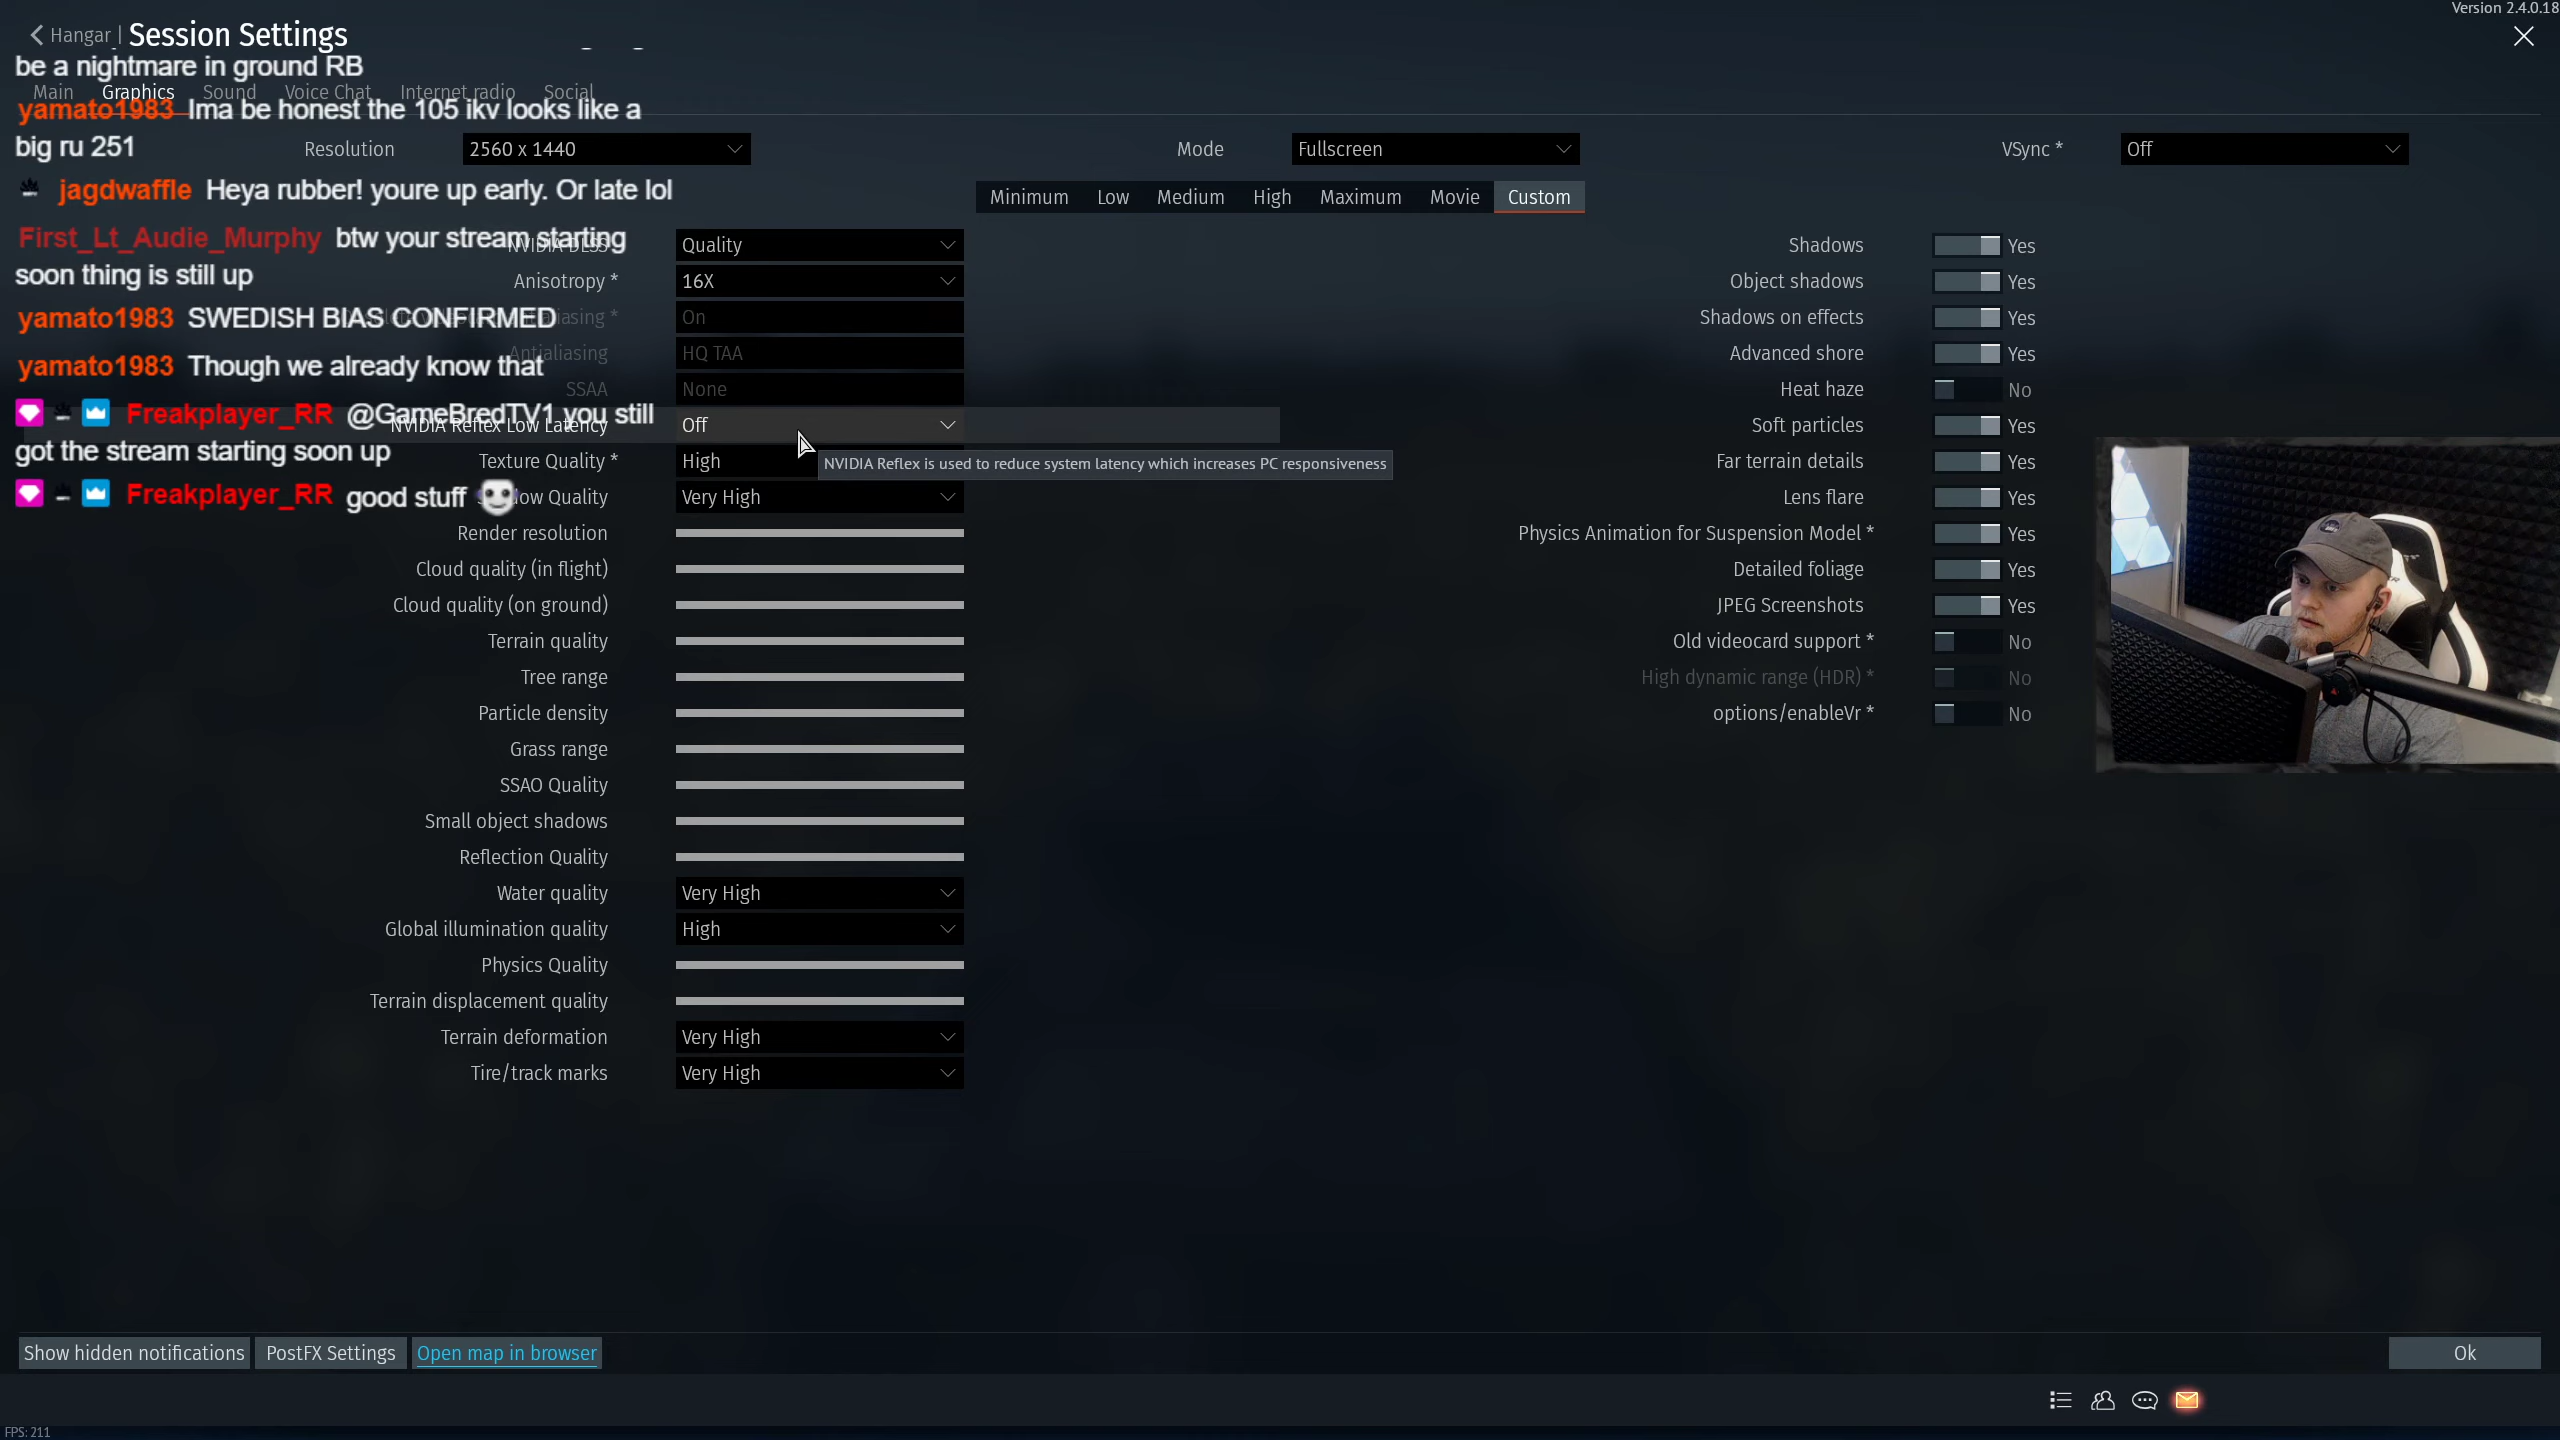 Version 2.4.0.18
Hangar | Session Settings
be a nightmare in ground RB
Main Graphics Sound Voice Chat Internet radio Social
yamato1983 Ima be honest the 105 ikv looks like a
big ru 251
Resolution 2560 x 1440 Mode Fullscreen VSync * Off
jagdwaffle Heya rubber! youre up early. Or late lol
Minimum Low Medium High Maximum Movie Custom
First_Lt_Audie_Murphy btw your stream starting
soon thing is still up
NVIDIA DLSS Quality
Anisotropy * 16X
yamato1983 SWEDISH BIAS CONFIRMED
On
yamato1983 Though we already know that
Antialiasing HQ TAA
SSAA None
Freakplayer_RR @GameBredTV1 you still
got the stream starting soon up
NVIDIA Reflex Low Latency Off
NVIDIA Reflex is used to reduce system latency which increases PC responsiveness
Texture Quality * High
Freakplayer_RR good stuff
Quality Very High
Render resolution
Cloud quality (in flight)
Cloud quality (on ground)
Terrain quality
Tree range
Particle density
Grass range
SSAO Quality
Small object shadows
Reflection Quality
Water quality Very High
Global illumination quality High
Physics Quality
Terrain displacement quality
Terrain deformation Very High
Tire/track marks Very High
Shadows Yes
Object shadows Yes
Shadows on effects Yes
Advanced shore Yes
Heat haze No
Soft particles Yes
Far terrain details Yes
Lens flare Yes
Physics Animation for Suspension Model * Yes
Detailed foliage Yes
JPEG Screenshots Yes
Old videocard support * No
High dynamic range (HDR) * No
options/enableVr * No
Show hidden notifications PostFX Settings Open map in browser Ok
FPS: 211